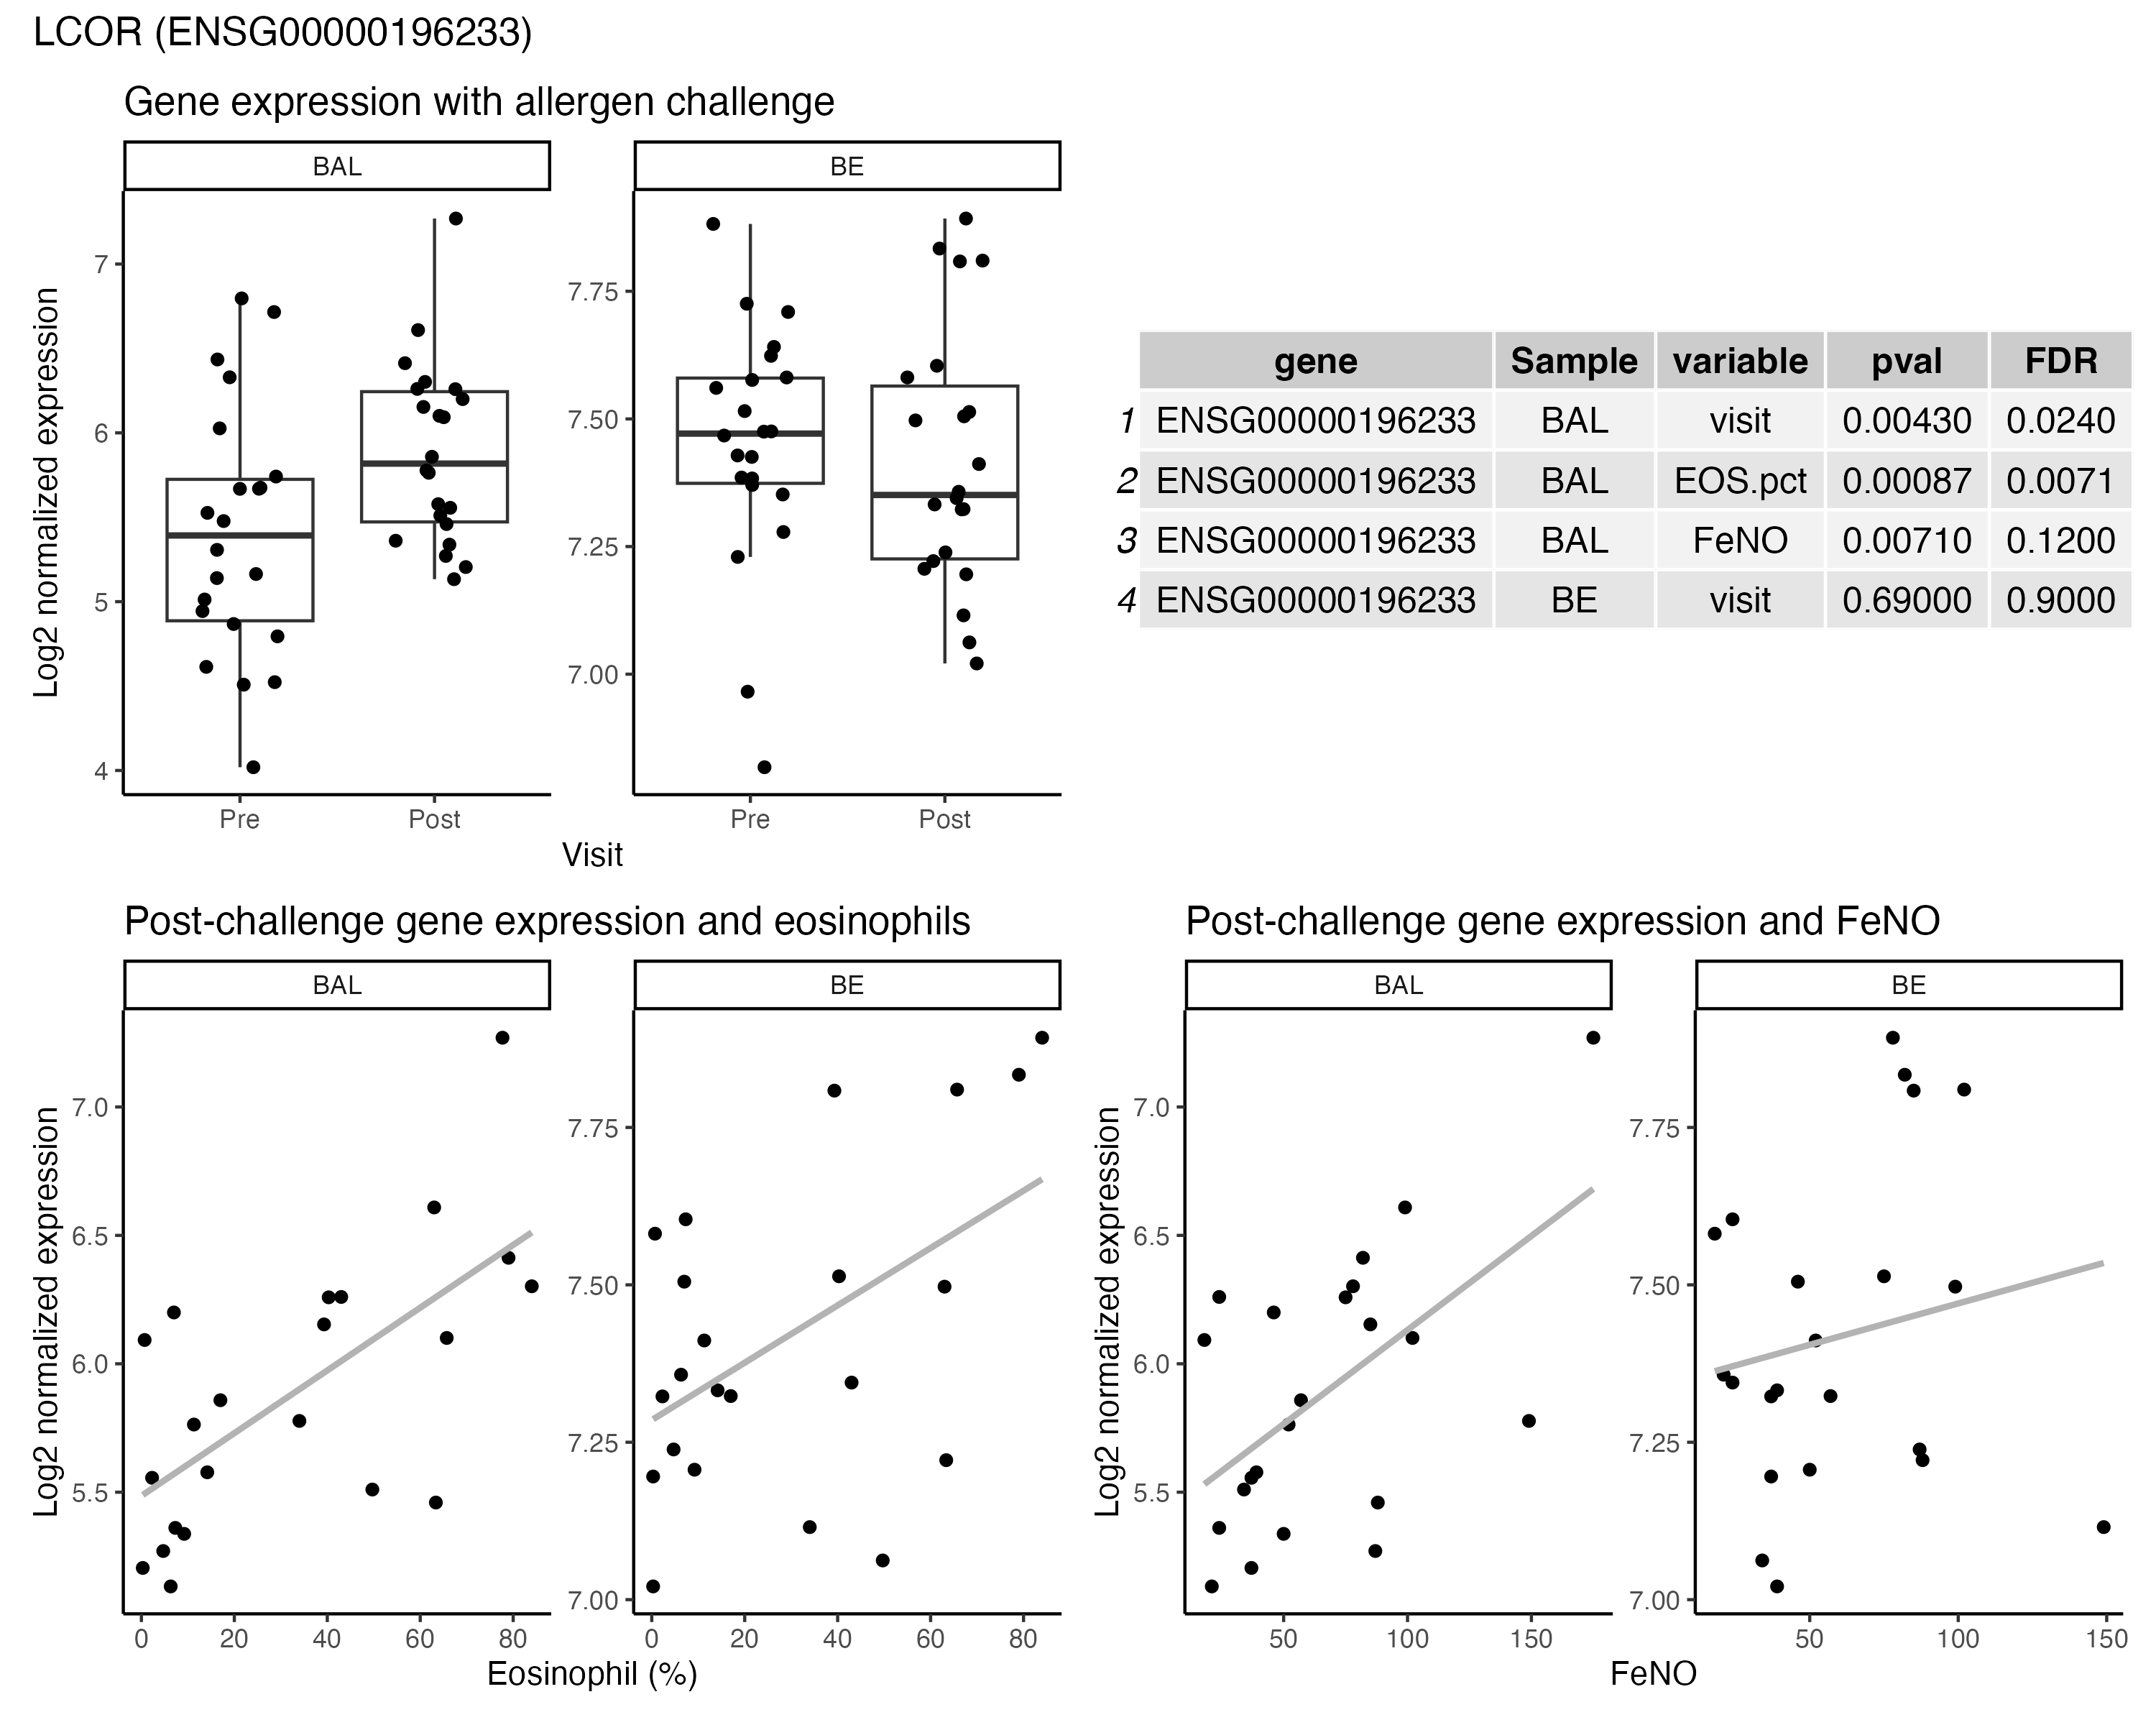 LCOR (ENSG00000196233)
Gene expression with allergen challenge
BAL BE
Log2 normalized expression
7
6
5
4
7.75
7.50
7.25
7.00
Pre Post Pre Post
Visit
gene Sample variable pval FDR
1 ENSG00000196233 BAL visit 0.00430 0.0240
2 ENSG00000196233 BAL EOS.pct 0.00087 0.0071
3 ENSG00000196233 BAL FeNO 0.00710 0.1200
4 ENSG00000196233 BE visit 0.69000 0.9000
Post-challenge gene expression and eosinophils
BAL BE
Log2 normalized expression
7.0
6.5
6.0
5.5
7.75
7.50
7.25
7.00
0 20 40 60 80 0 20 40 60 80
Eosinophil (%)
Post-challenge gene expression and FeNO
BAL BE
Log2 normalized expression
7.0
6.5
6.0
5.5
7.75
7.50
7.25
7.00
50 100 150 50 100 150
FeNO